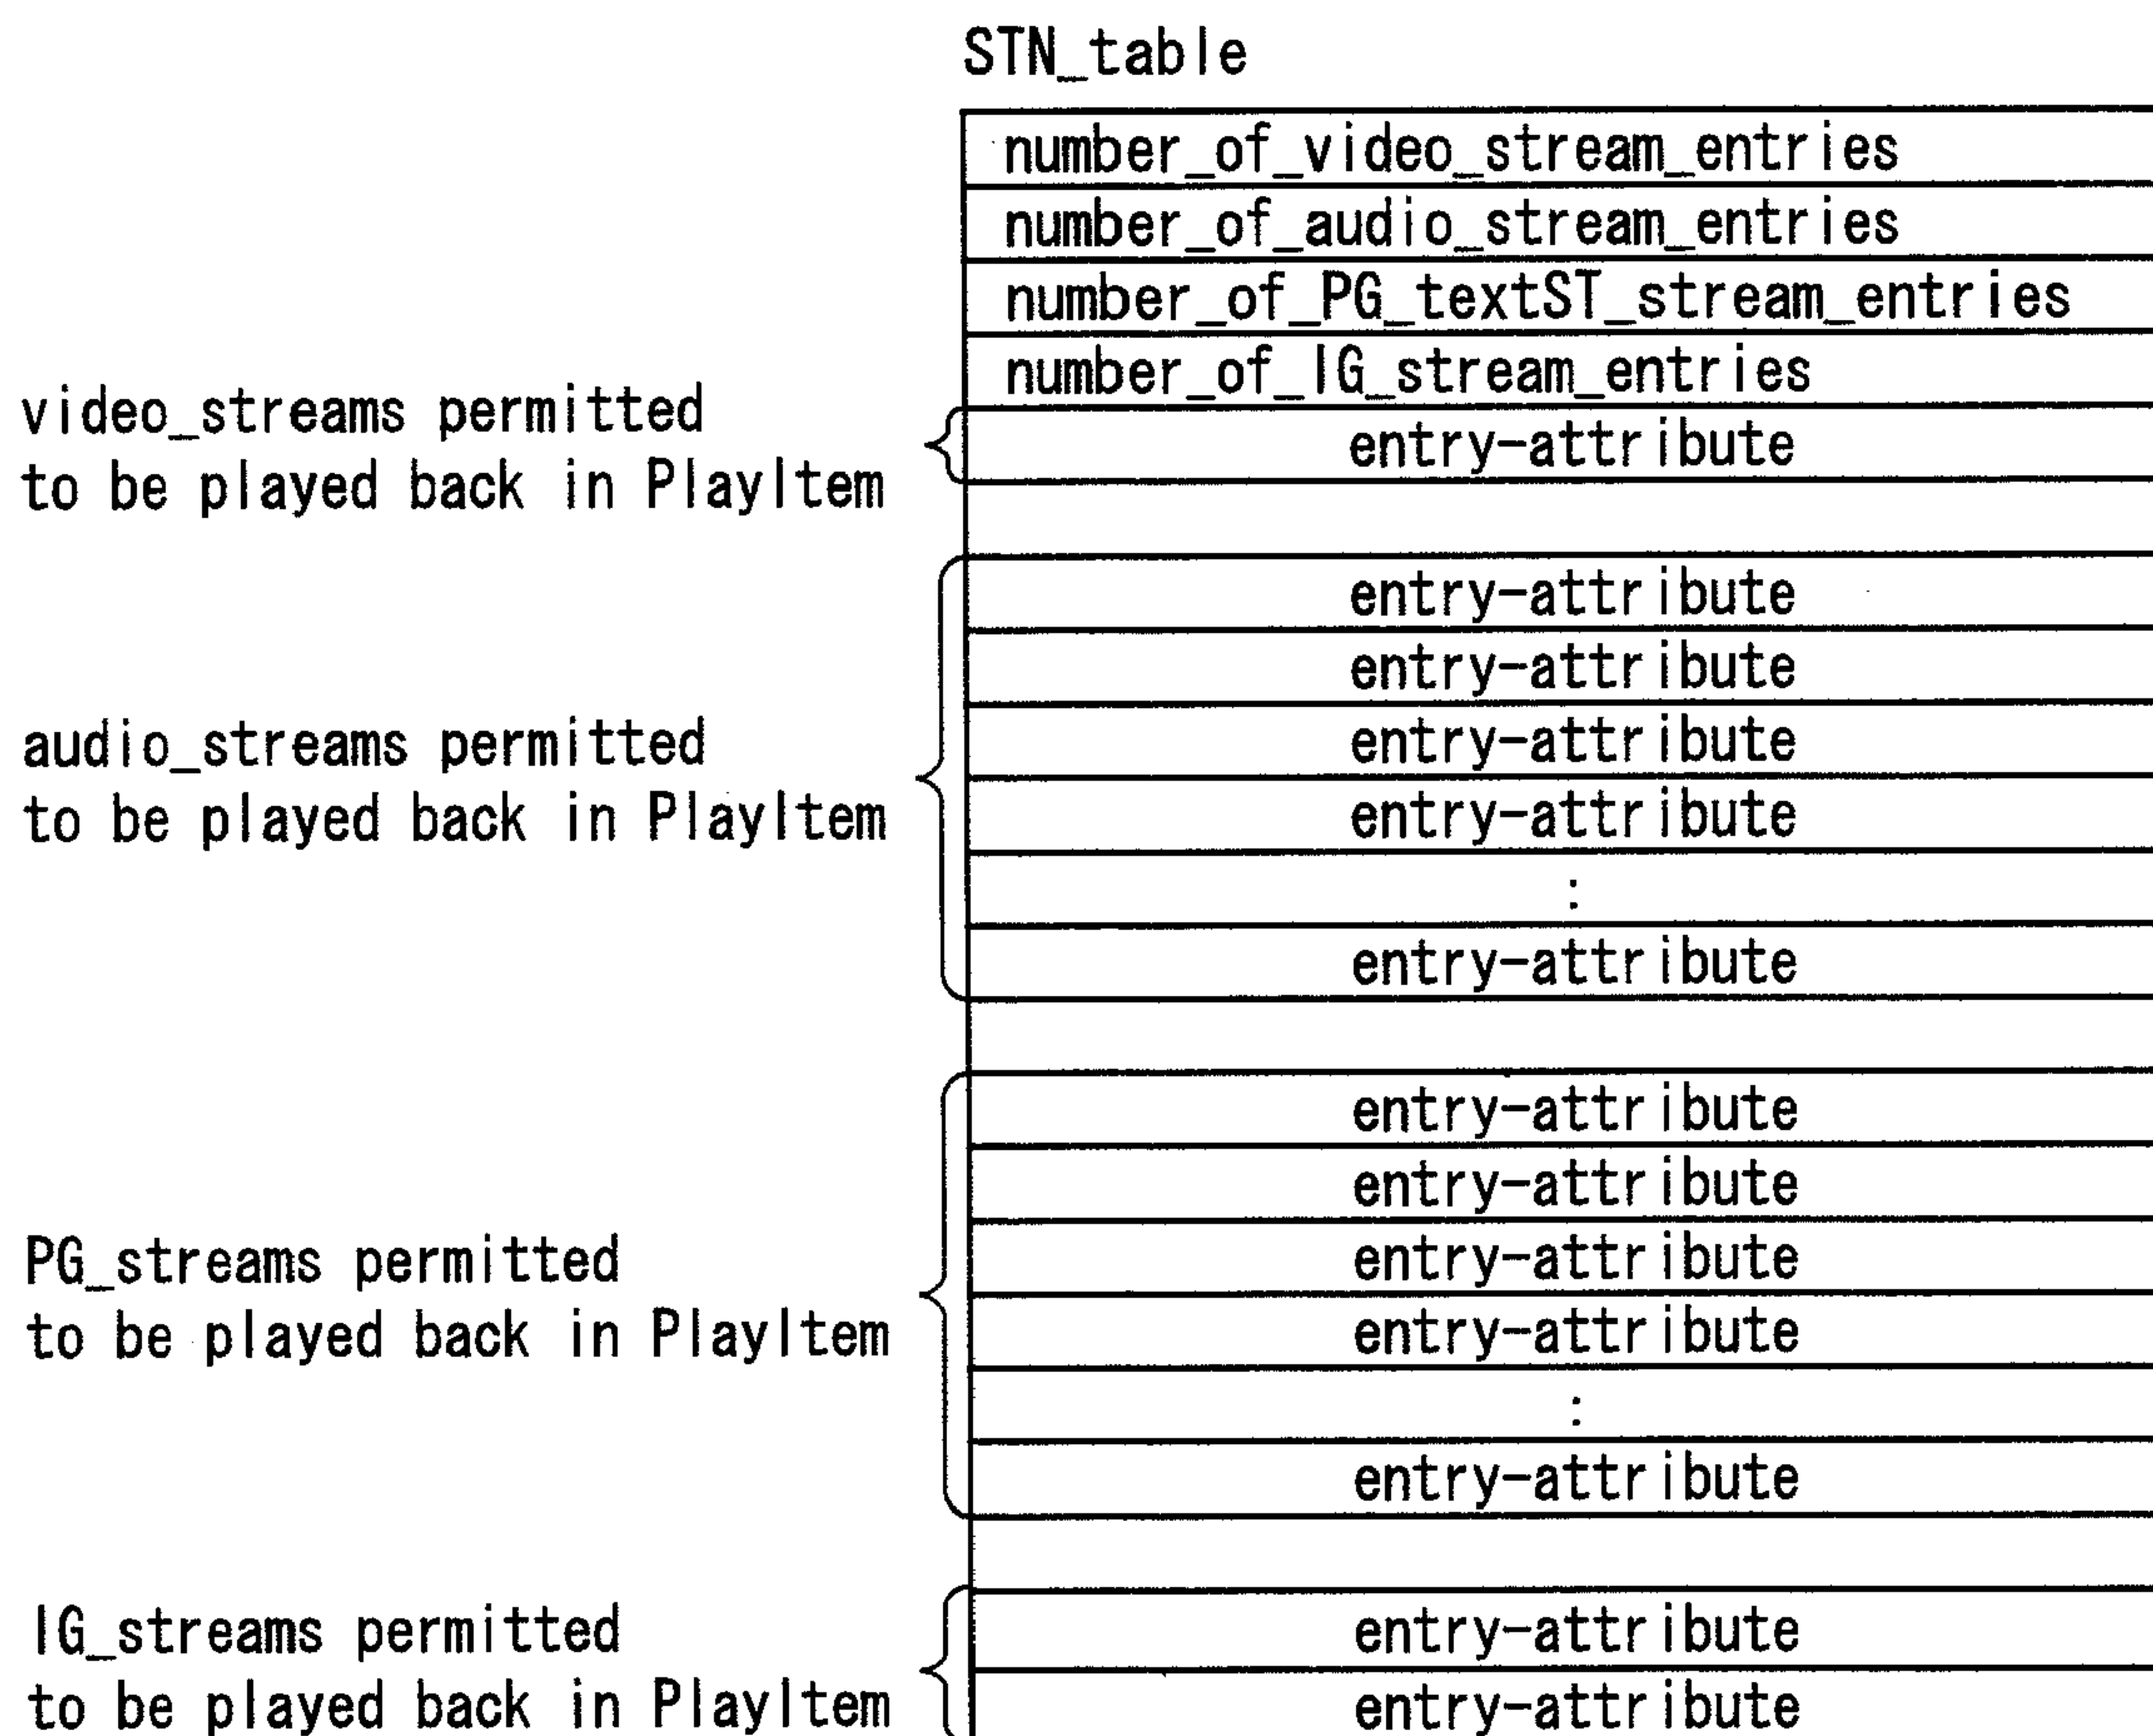 STN_table
number_of_video_stream_entries
number_of_audio_stream_entries
number_of_PG_textST_stream_entries
number_of_IG_stream_entries
video_streams permitted
to be played back in PlayItem
entry-attribute
audio_streams permitted
to be played back in PlayItem
entry-attribute
entry-attribute
entry-attribute
entry-attribute
:
entry-attribute
PG_streams permitted
to be played back in PlayItem
entry-attribute
entry-attribute
entry-attribute
entry-attribute
:
entry-attribute
IG_streams permitted
to be played back in PlayItem
entry-attribute
entry-attribute